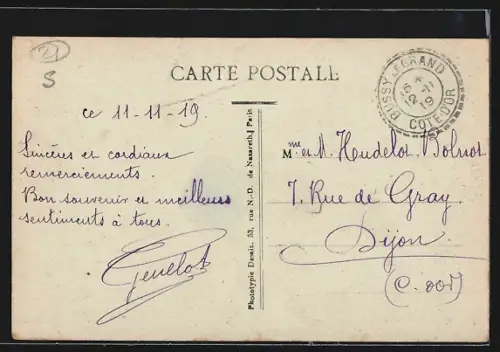 21
S
CARTE POSTALE
BUSSY-LE-GRAND
15 *
12 -11
19
COTE-D'OR
ce 11-11-19.
Sincères et cordiaux
remerciements.
Bon souvenir et meilleurs
sentiments à tous.
Phototypie Daraix. 53, rue N.-D. de Nazareth, Paris
Mme et M. Hudelot-Bolnot
7. Rue de Gray.
Dijon
(C. d'or)